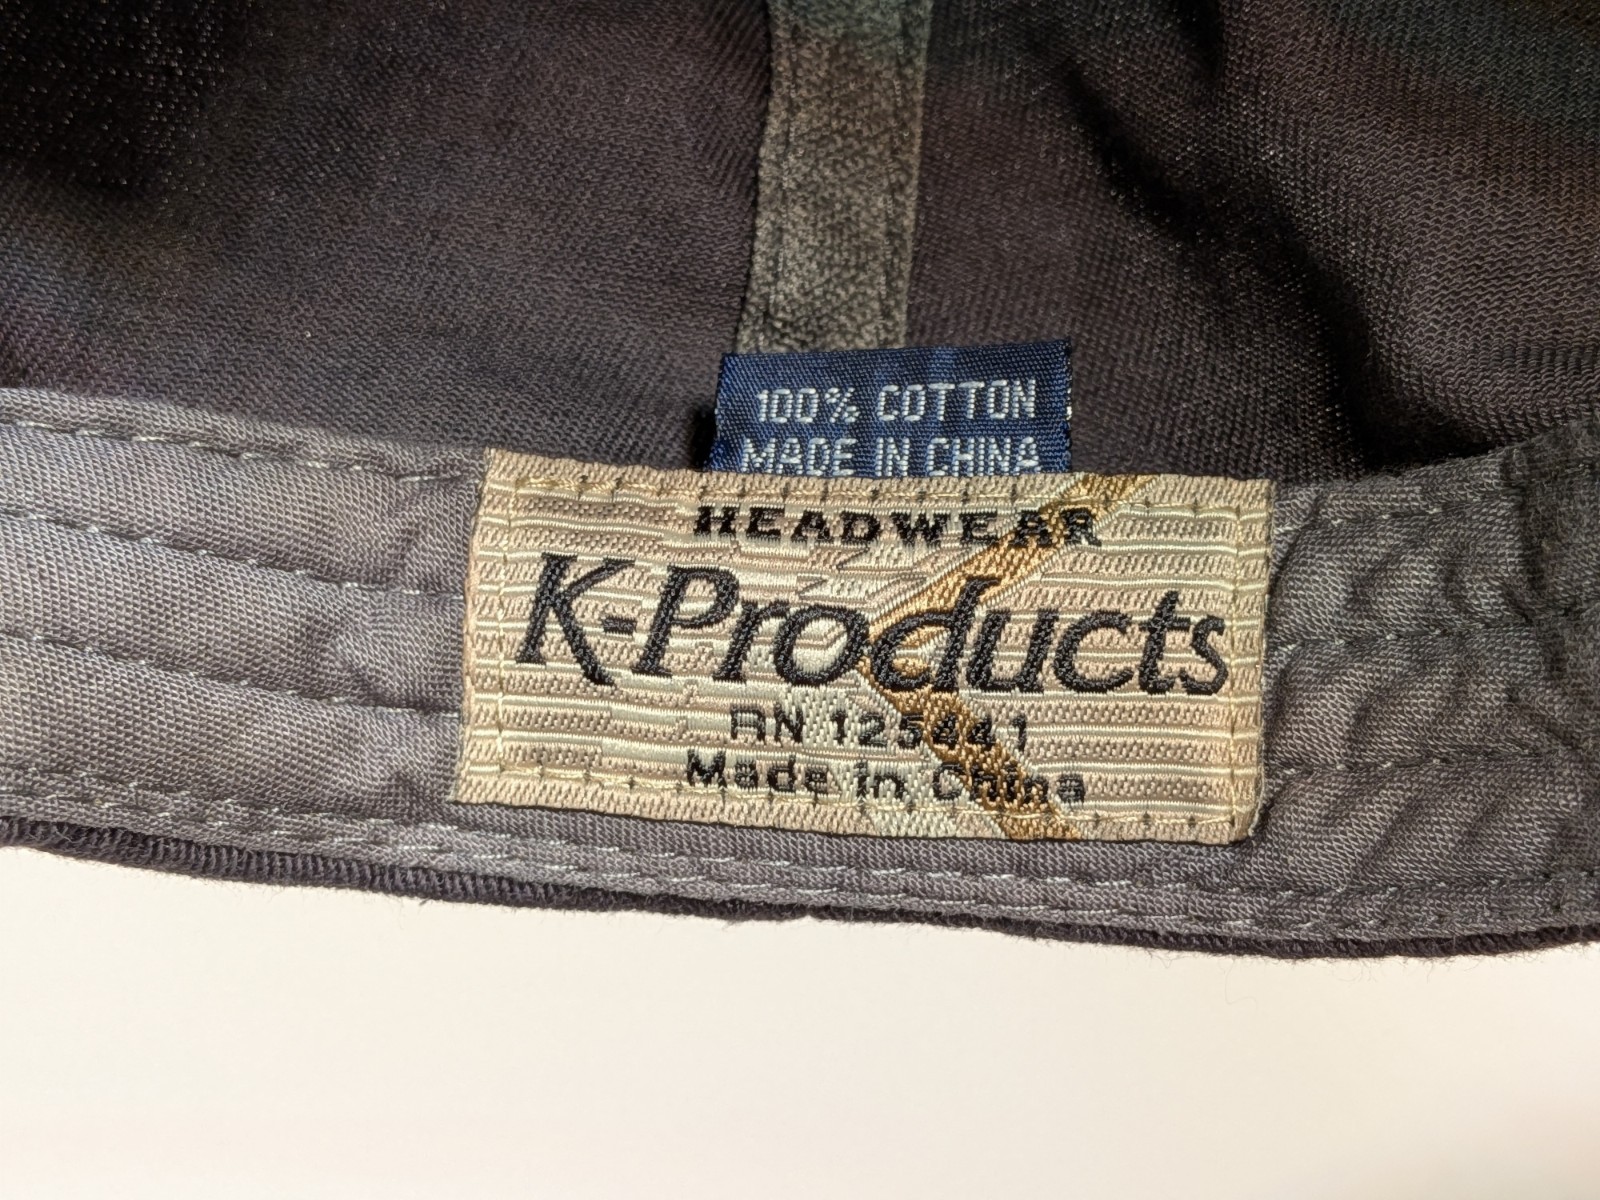 100% COTTON
MADE IN CHINA
HEADWEAR
K-Products
RN 125441
Made in China